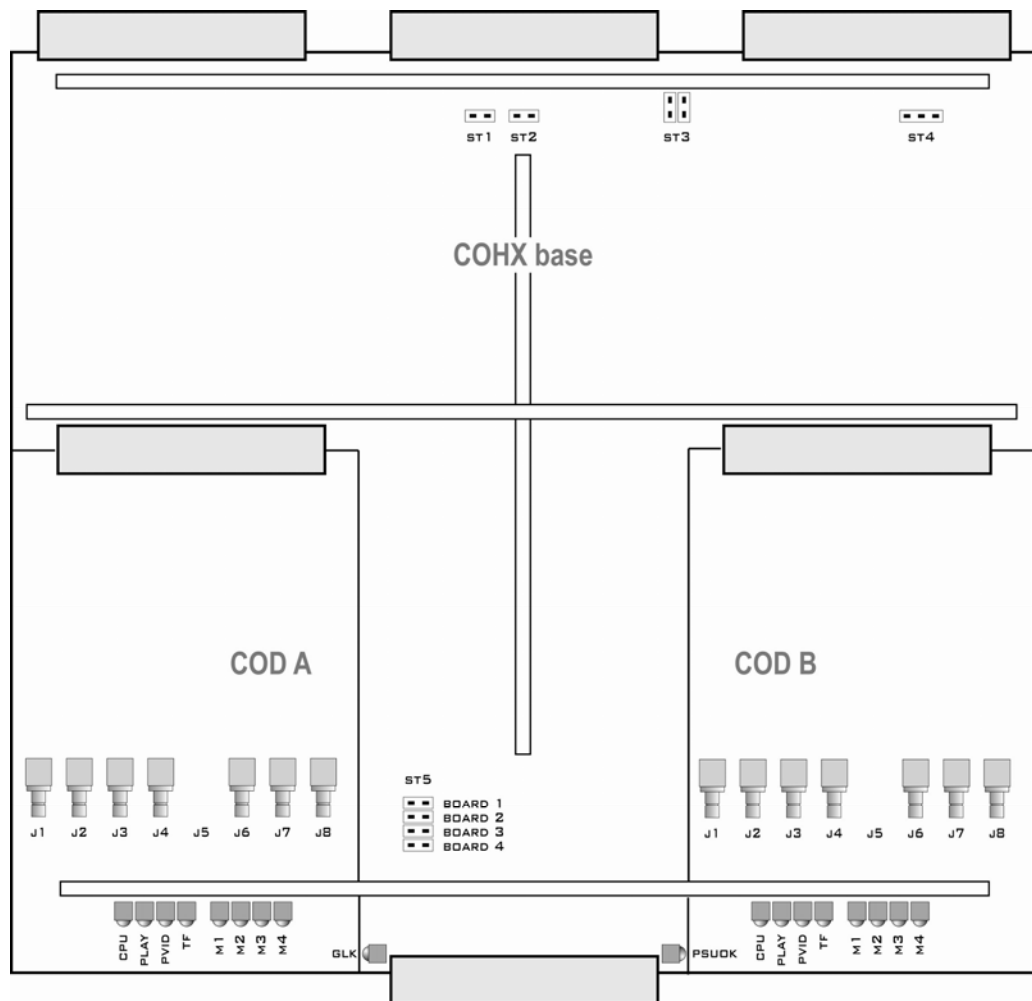 ST1 ST2 ST3 ST4
COHX base
COD A COD B
ST5
BOARD 1
BOARD 2
BOARD 3
BOARD 4
J1 J2 J3 J4 J5 J6 J7 J8
J1 J2 J3 J4 J5 J6 J7 J8
CPU PLAY PVID TF M1 M2 M3 M4
CPU PLAY PVID TF M1 M2 M3 M4
GLK PSUOK